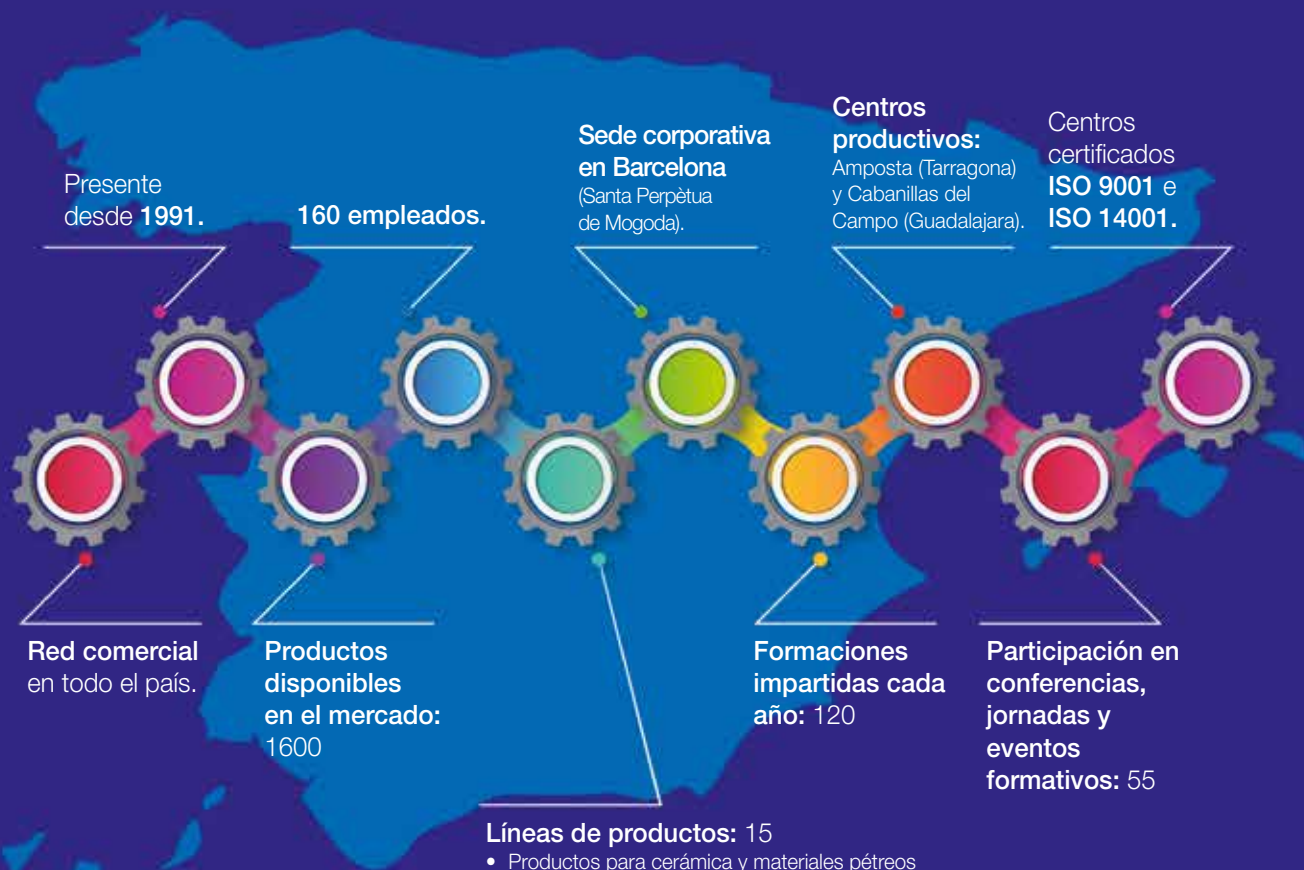 Presente
desde 1991.
160 empleados.
Sede corporativa
en Barcelona
(Santa Perpètua
de Mogoda).
Centros
productivos:
Amposta (Tarragona)
y Cabanillas del
Campo (Guadalajara).
Centros
certificados
ISO 9001 e
ISO 14001.
Red comercial
en todo el país.
Productos
disponibles
en el mercado:
1600
Líneas de productos: 15
• Productos para cerámica y materiales pétreos
Formaciones
impartidas cada
año: 120
Participación en
conferencias,
jornadas y
eventos
formativos: 55